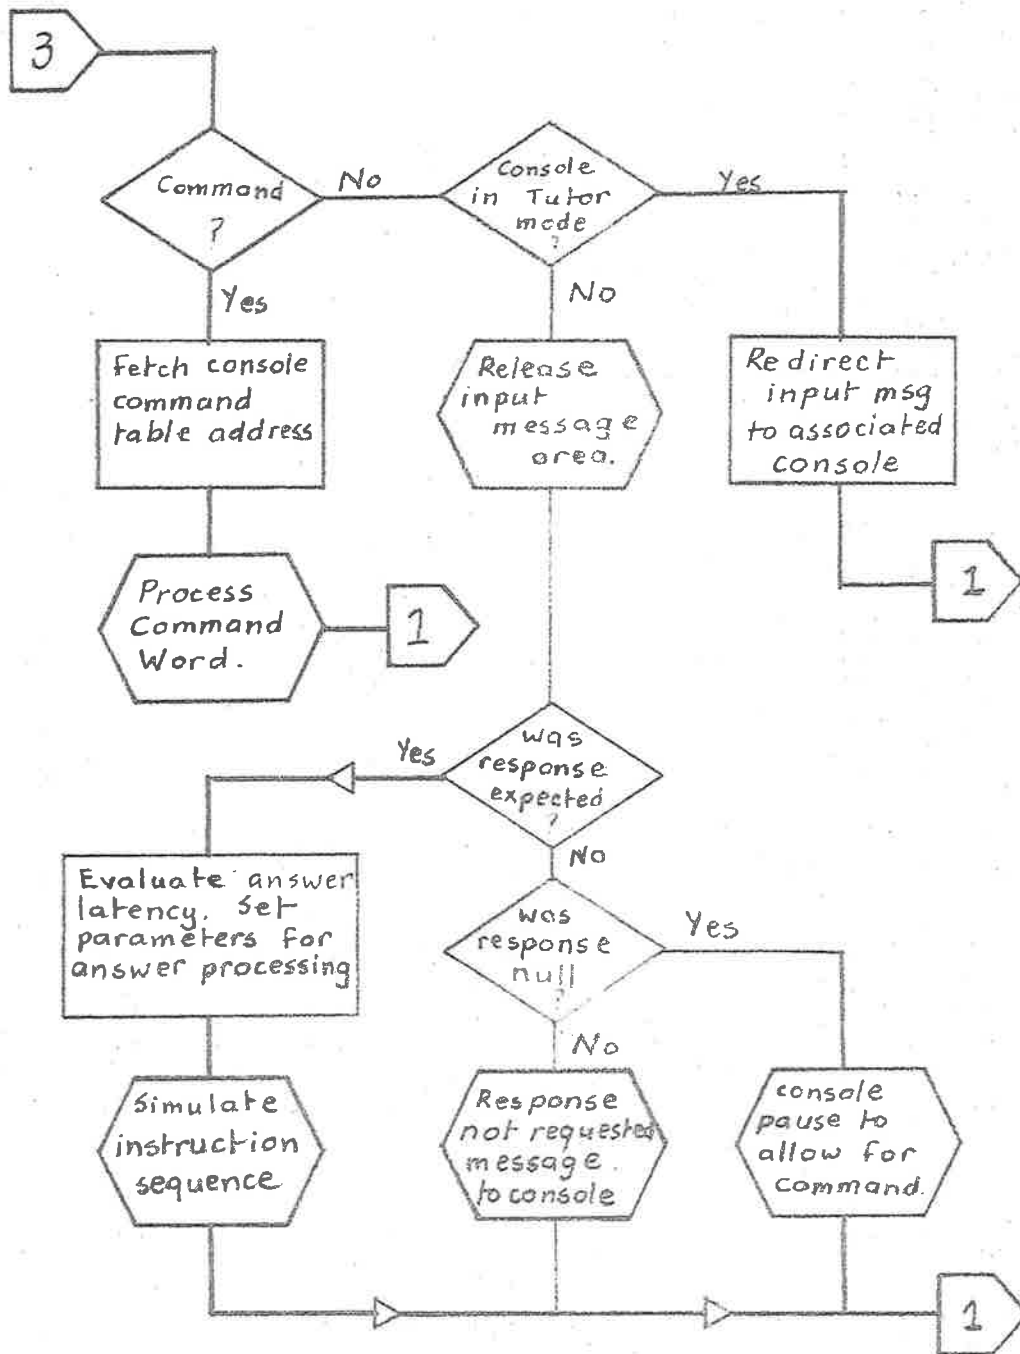 3
Command
?
No
Console
in Tutor
mode
?
Yes
Yes
No
Fetch console
command
table address
Release
input
message
area.
Redirect
input msg
to associated
console
1
Process
Command
Word.
1
was
response
expected
?
Yes
No
Evaluate answer
latency. Set
parameters for
answer processing
was
response
null
?
Yes
No
Simulate
instruction
sequence
Response
not requested
message.
to console
console
pause to
allow for
command.
1